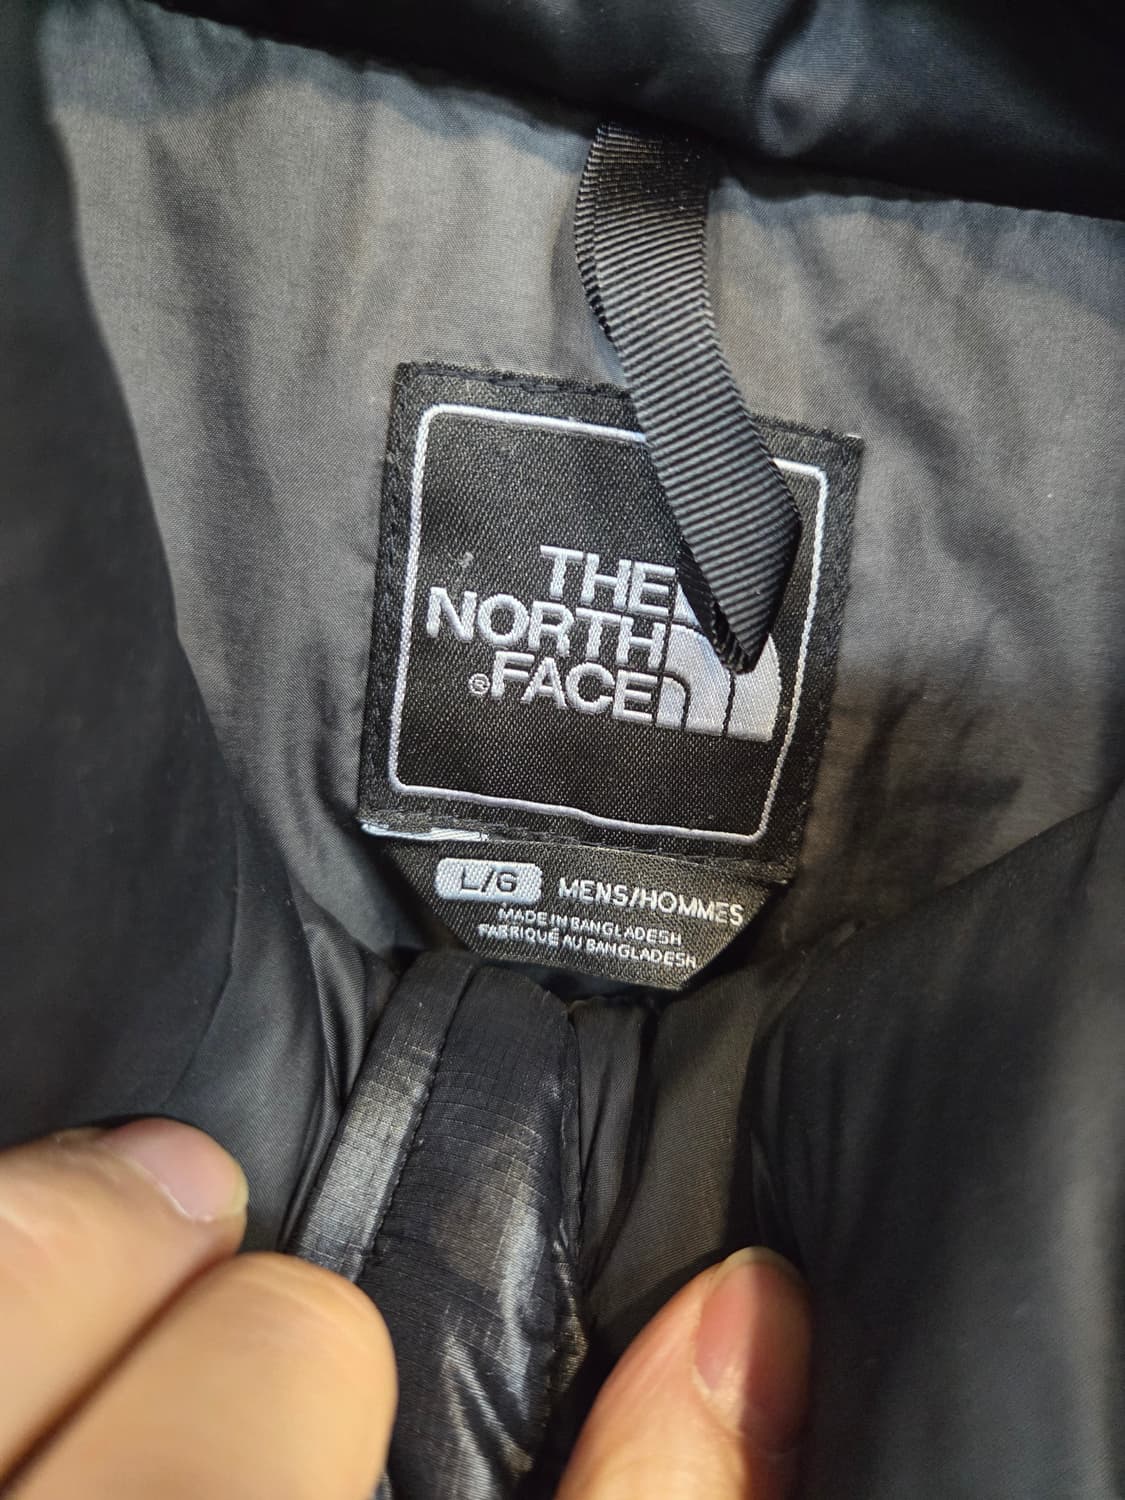 THE
NORTH
®FACE
L/G MENS/HOMMES
MADE IN BANGLADESH
FABRIQUÉ AU BANGLADESH